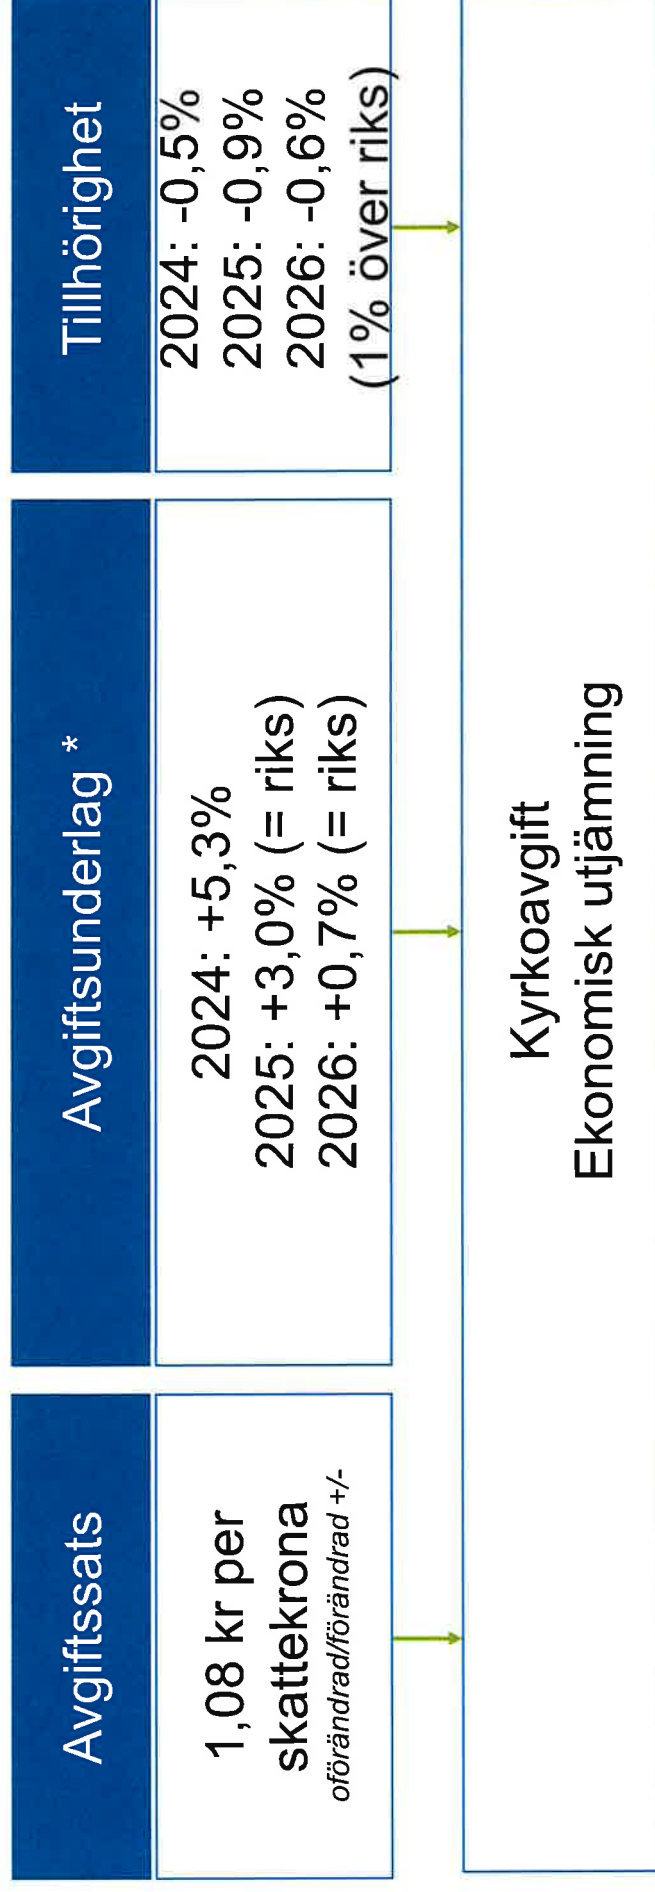 Avgiftssats
1,08 kr per
skattekrona
oförändrad/förändrad +/-
Avgiftsunderlag *
2024: +5,3%
2025: +3,0% (= riks)
2026: +0,7% (= riks)
Tillhörighet
2024: -0,5%
2025: -0,9%
2026: -0,6%
(1% över riks)
Kyrkoavgift
Ekonomisk utjämning